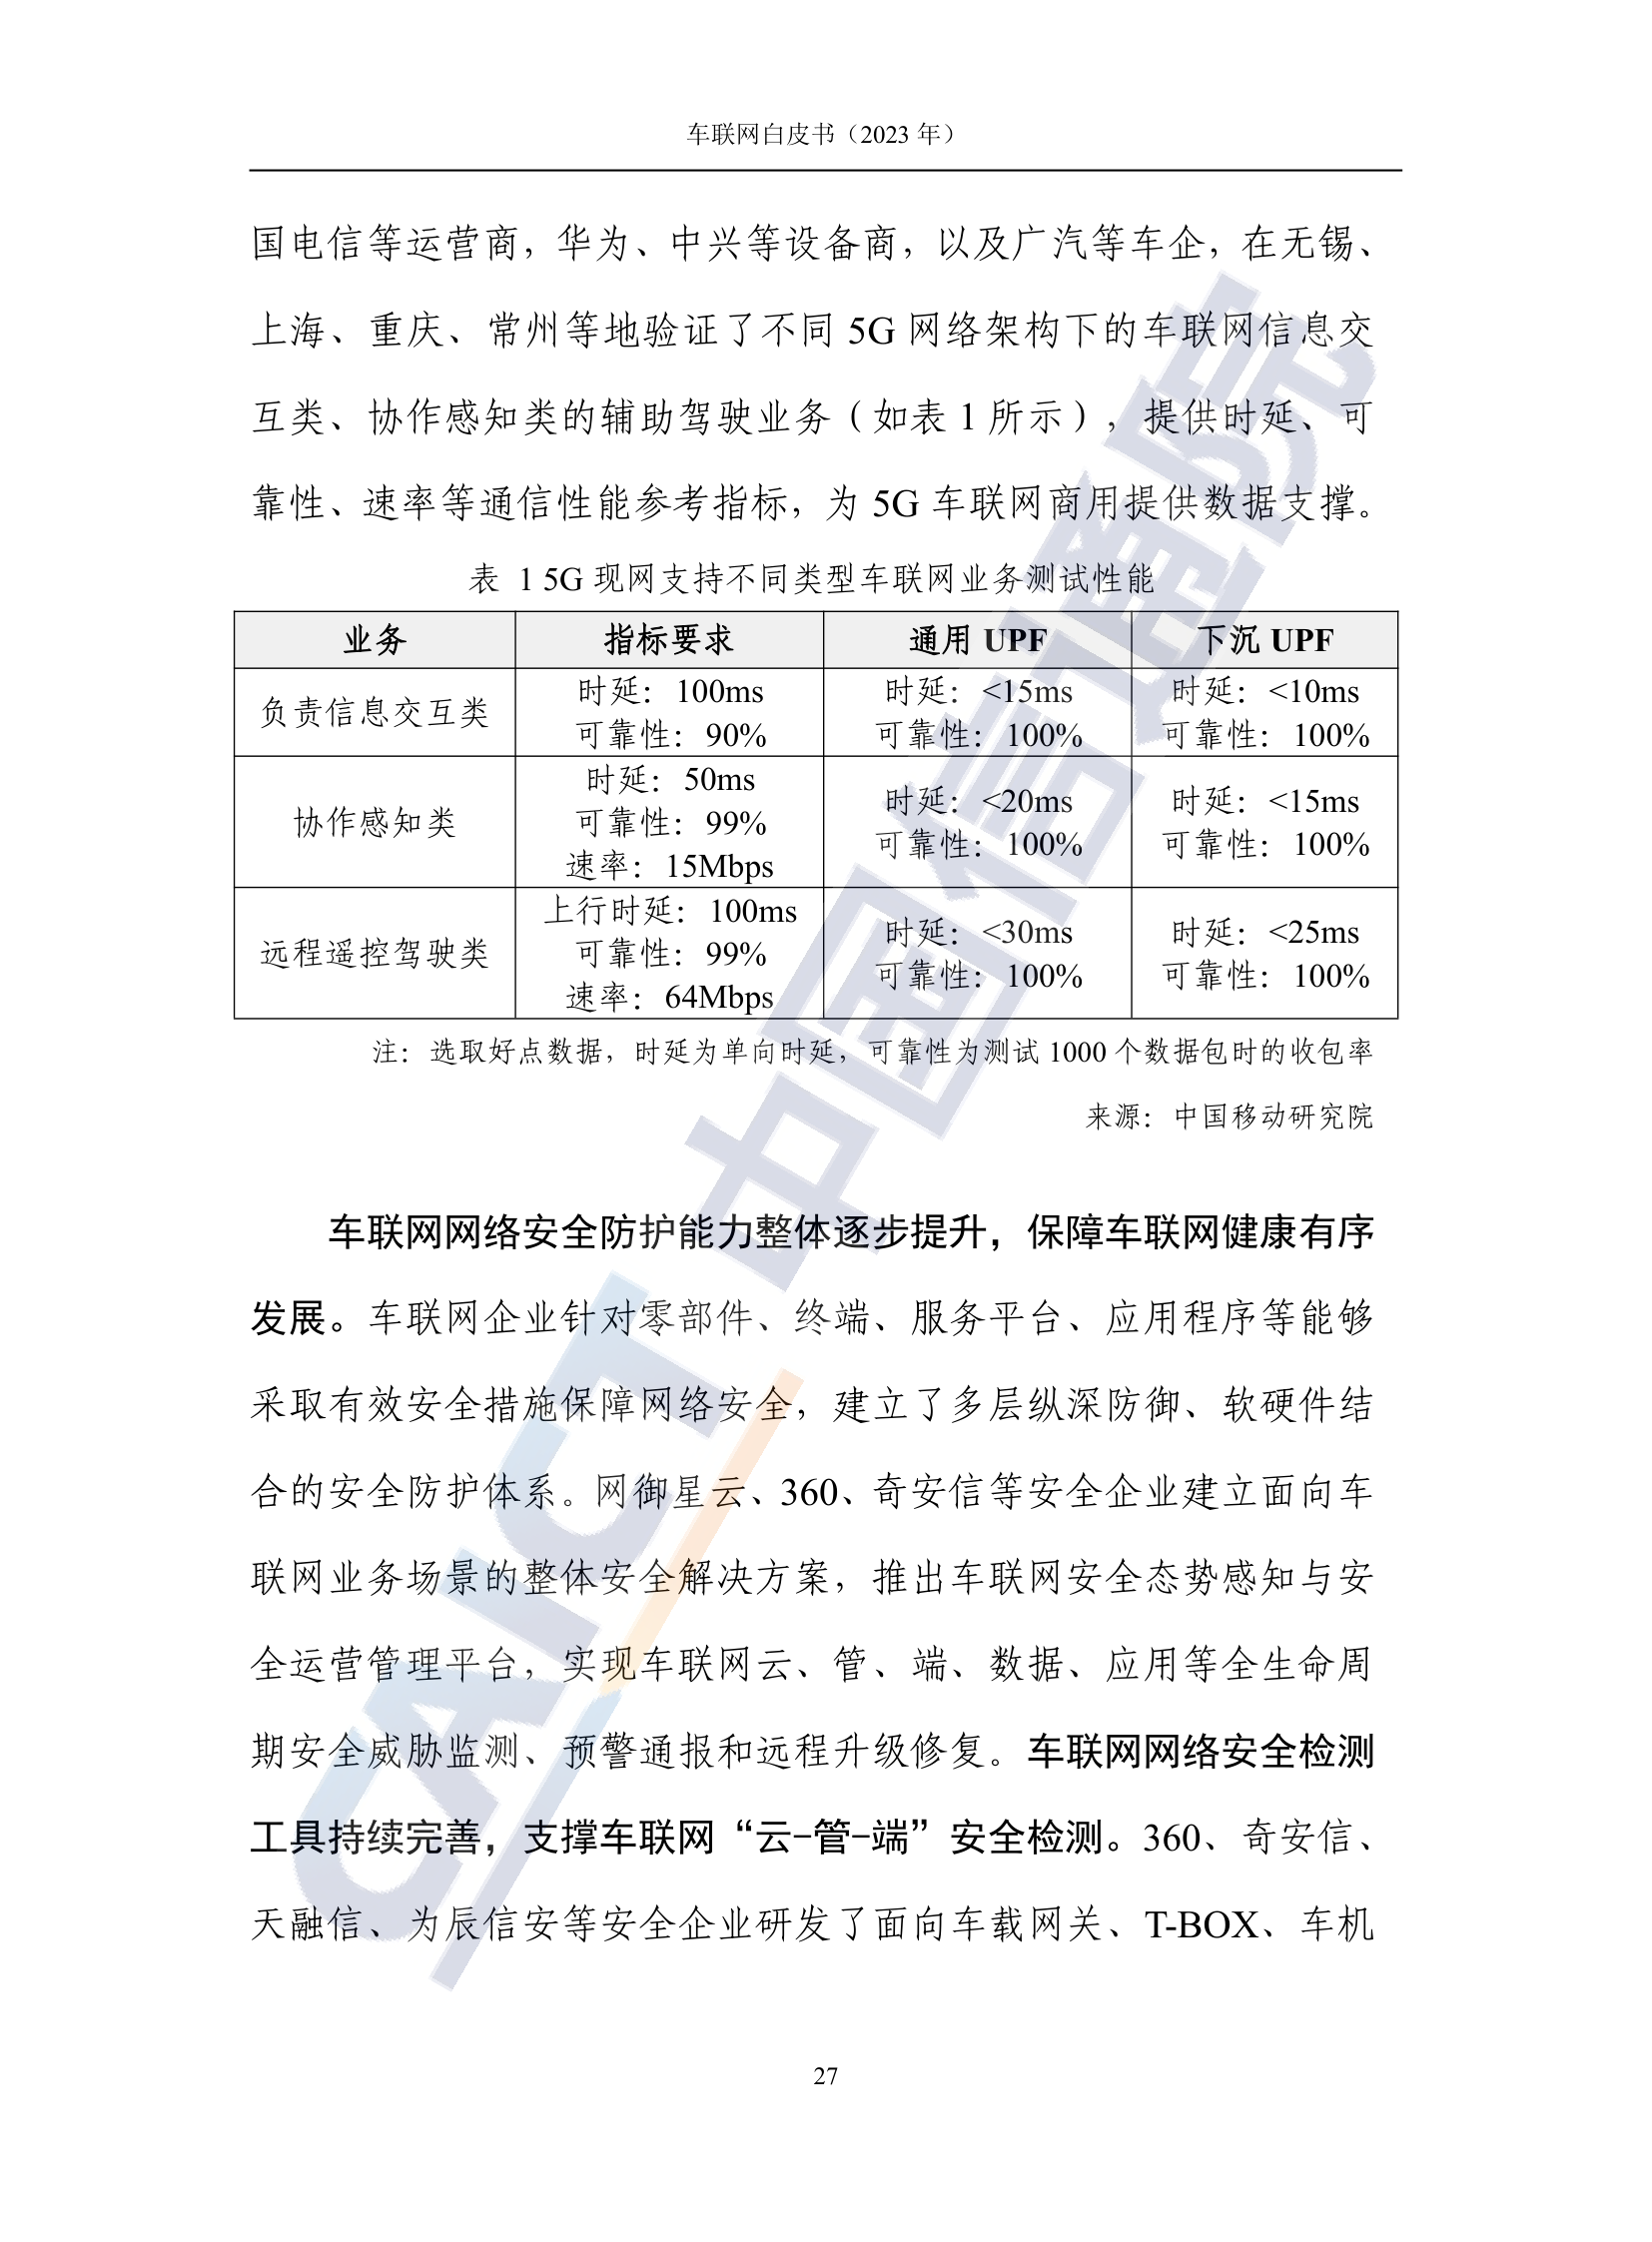 车联网白皮书（2023 年）
国电信等运营商，华为、中兴等设备商，以及广汽等车企，在无锡、
上海、重庆、常州等地验证了不同 5G 网络架构下的车联网信息交
互类、协作感知类的辅助驾驶业务（如表 1 所示），提供时延、可
靠性、速率等通信性能参考指标，为 5G 车联网商用提供数据支撑。
表 1 5G 现网支持不同类型车联网业务测试性能
业务 指标要求 通用 UPF 下沉 UPF
负责信息交互类
时延：100ms
可靠性：90%
时延：<15ms
可靠性：100%
时延：<10ms
可靠性：100%
协作感知类
时延：50ms
可靠性：99%
速率：15Mbps
时延：<20ms
可靠性：100%
时延：<15ms
可靠性：100%
远程遥控驾驶类
上行时延：100ms
可靠性：99%
速率：64Mbps
时延：<30ms
可靠性：100%
时延：<25ms
可靠性：100%
注：选取好点数据，时延为单向时延，可靠性为测试 1000 个数据包时的收包率
来源：中国移动研究院
车联网网络安全防护能力整体逐步提升，保障车联网健康有序
发展。车联网企业针对零部件、终端、服务平台、应用程序等能够
采取有效安全措施保障网络安全，建立了多层纵深防御、软硬件结
合的安全防护体系。网御星云、360、奇安信等安全企业建立面向车
联网业务场景的整体安全解决方案，推出车联网安全态势感知与安
全运营管理平台，实现车联网云、管、端、数据、应用等全生命周
期安全威胁监测、预警通报和远程升级修复。车联网网络安全检测
工具持续完善，支撑车联网“云-管-端”安全检测。360、奇安信、
天融信、为辰信安等安全企业研发了面向车载网关、T-BOX、车机
27
CAICT 中国信通院